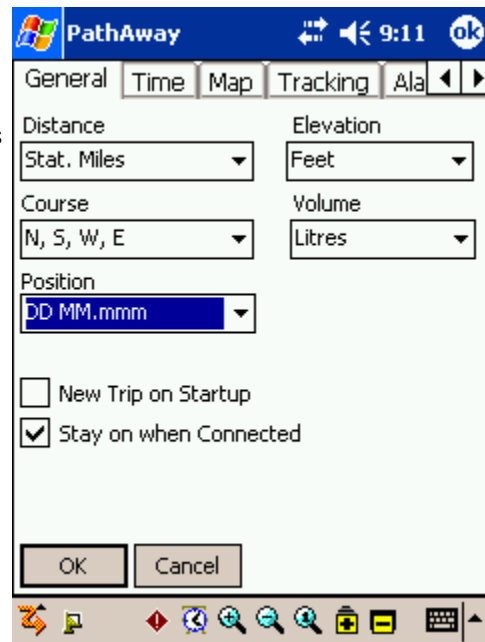 PathAway 9:11 ok
General Time Map Tracking Ala
Distance Elevation
s
Stat. Miles Feet
Course Volume
N, S, W, E Litres
Position
DD MM.mmm
New Trip on Startup
Stay on when Connected
OK Cancel